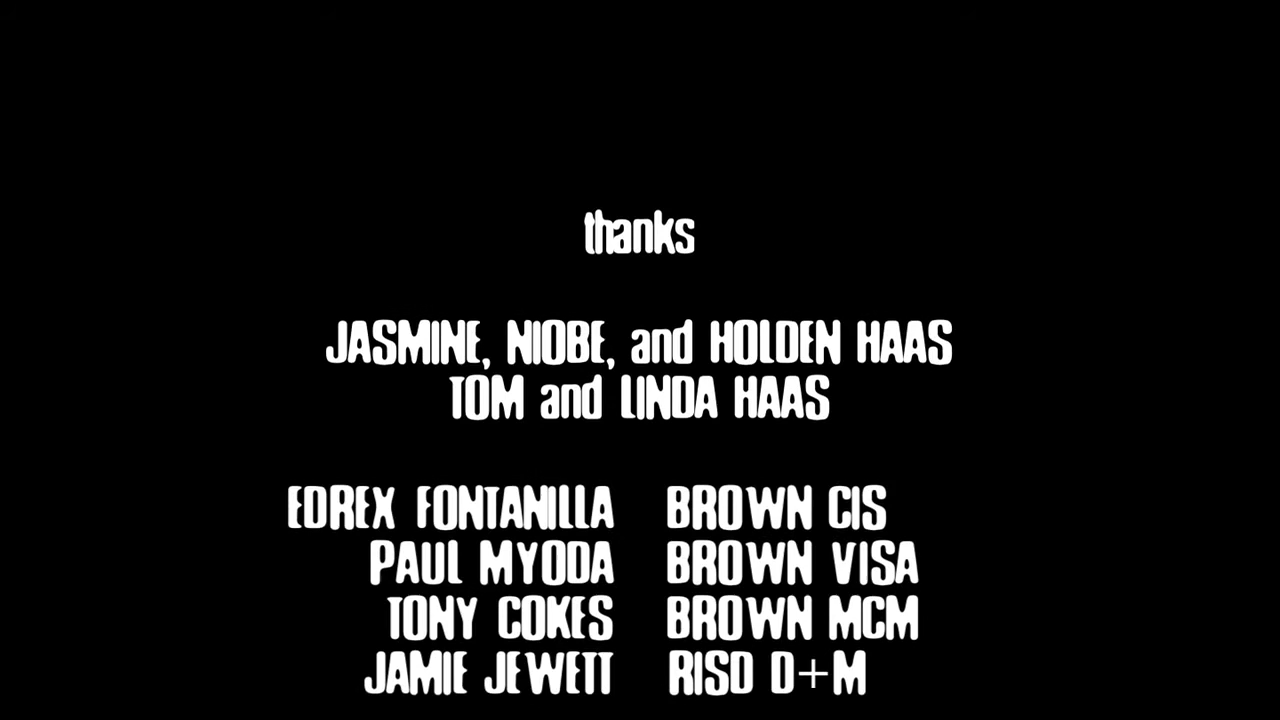 thanks
JASMINE, NIOBE, and HOLDEN HAAS
TOM and LINDA HAAS
EDREX FONTANILLA BROWN CIS
PAUL MYODA BROWN VISA
TONY COKES BROWN MCM
JAMIE JEWETT RISD D+M